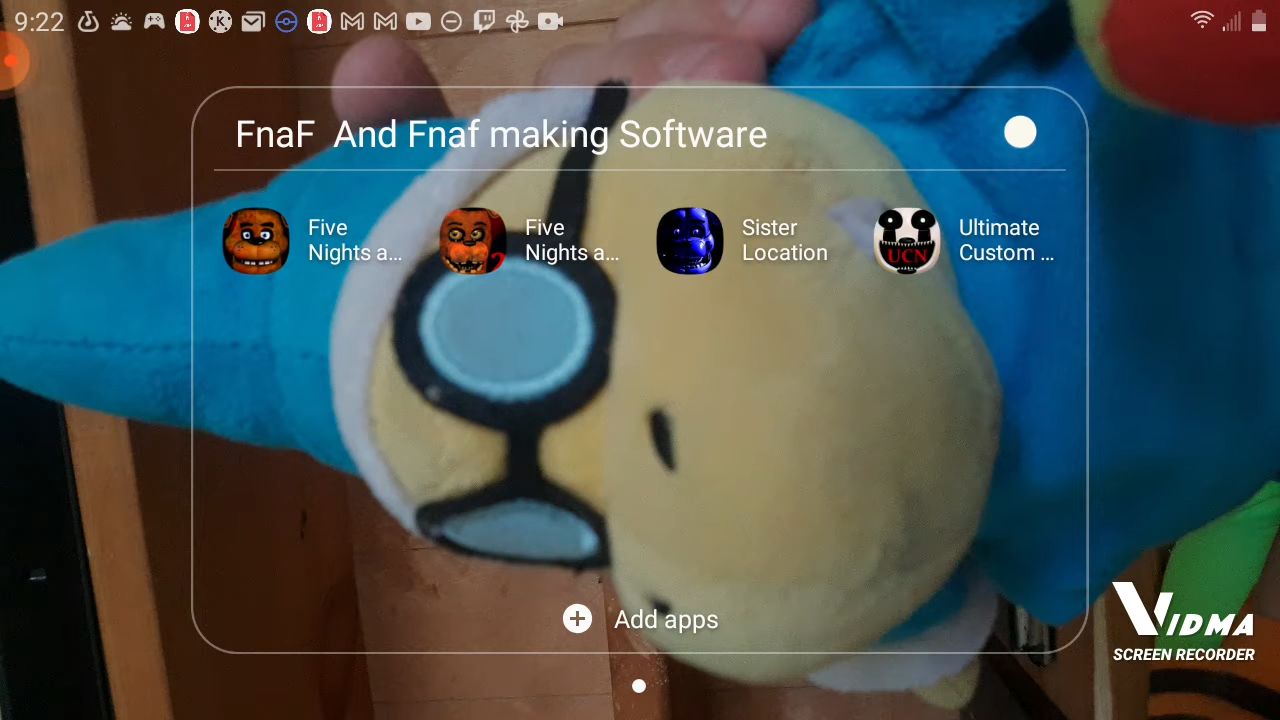 9:22
FnaF  And Fnaf making Software
Five
Nights a...
Five
Nights a...
Sister
Location
UCN
Ultimate
Custom ...
Add apps
VIDMA
SCREEN RECORDER